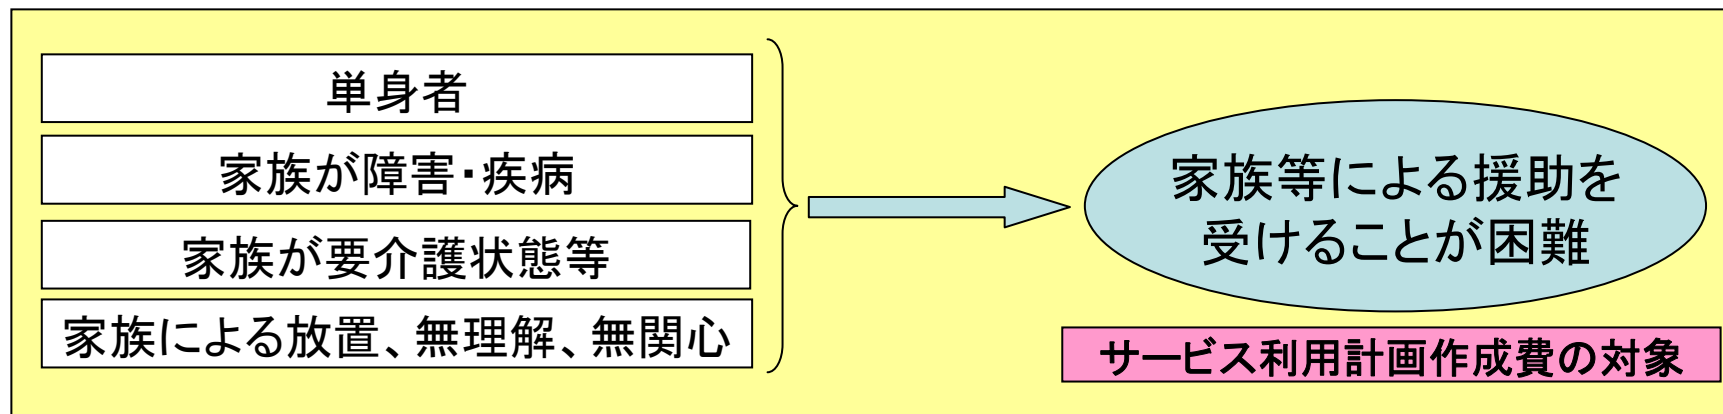 単身者
家族が障害・疾病
家族が要介護状態等
家族による放置、無理解、無関心
家族等による援助を
受けることが困難
サービス利用計画作成費の対象